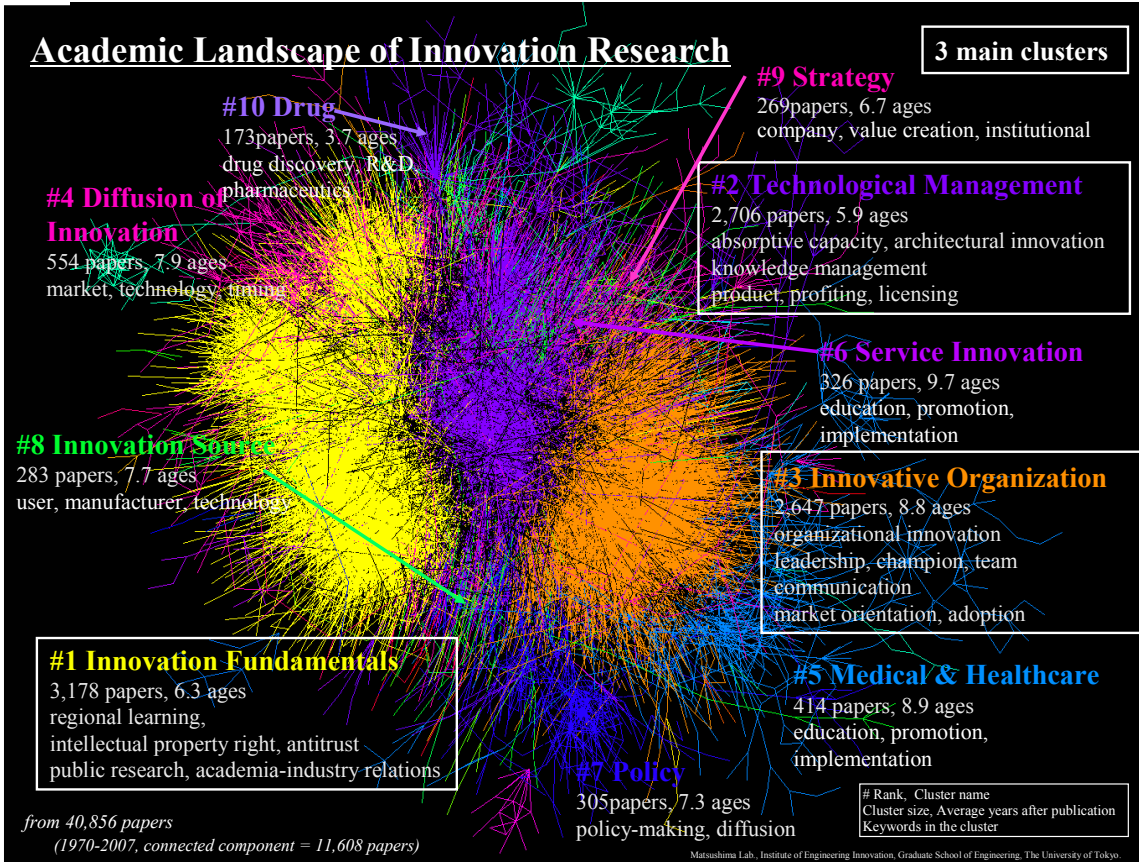 Academic Landscape of Innovation Research
3 main clusters
#9 Strategy
269papers, 6.7 ages
company, value creation, institutional
#10 Drug
173papers, 3.7 ages
drug discovery, R&D,
pharmaceutics
#2 Technological Management
2,706 papers, 5.9 ages
absorptive capacity, architectural innovation
knowledge management
product, profiting, licensing
#4 Diffusion of
Innovation
554 papers, 7.9 ages
market, technology, timing
#6 Service Innovation
326 papers, 9.7 ages
education, promotion,
implementation
#8 Innovation Source
283 papers, 7.7 ages
user, manufacturer, technology
#3 Innovative Organization
2,647 papers, 8.8 ages
organizational innovation
leadership, champion, team
communication
market orientation, adoption
#1 Innovation Fundamentals
3,178 papers, 6.3 ages
regional learning,
intellectual property right, antitrust
public research, academia-industry relations
#5 Medical & Healthcare
414 papers, 8.9 ages
education, promotion,
implementation
#7 Policy
305papers, 7.3 ages
policy-making, diffusion
# Rank, Cluster name
Cluster size, Average years after publication
Keywords in the cluster
from 40,856 papers
(1970-2007, connected component = 11,608 papers)
Matsushima Lab., Institute of Engineering Innovation, Graduate School of Engineering, The University of Tokyo.